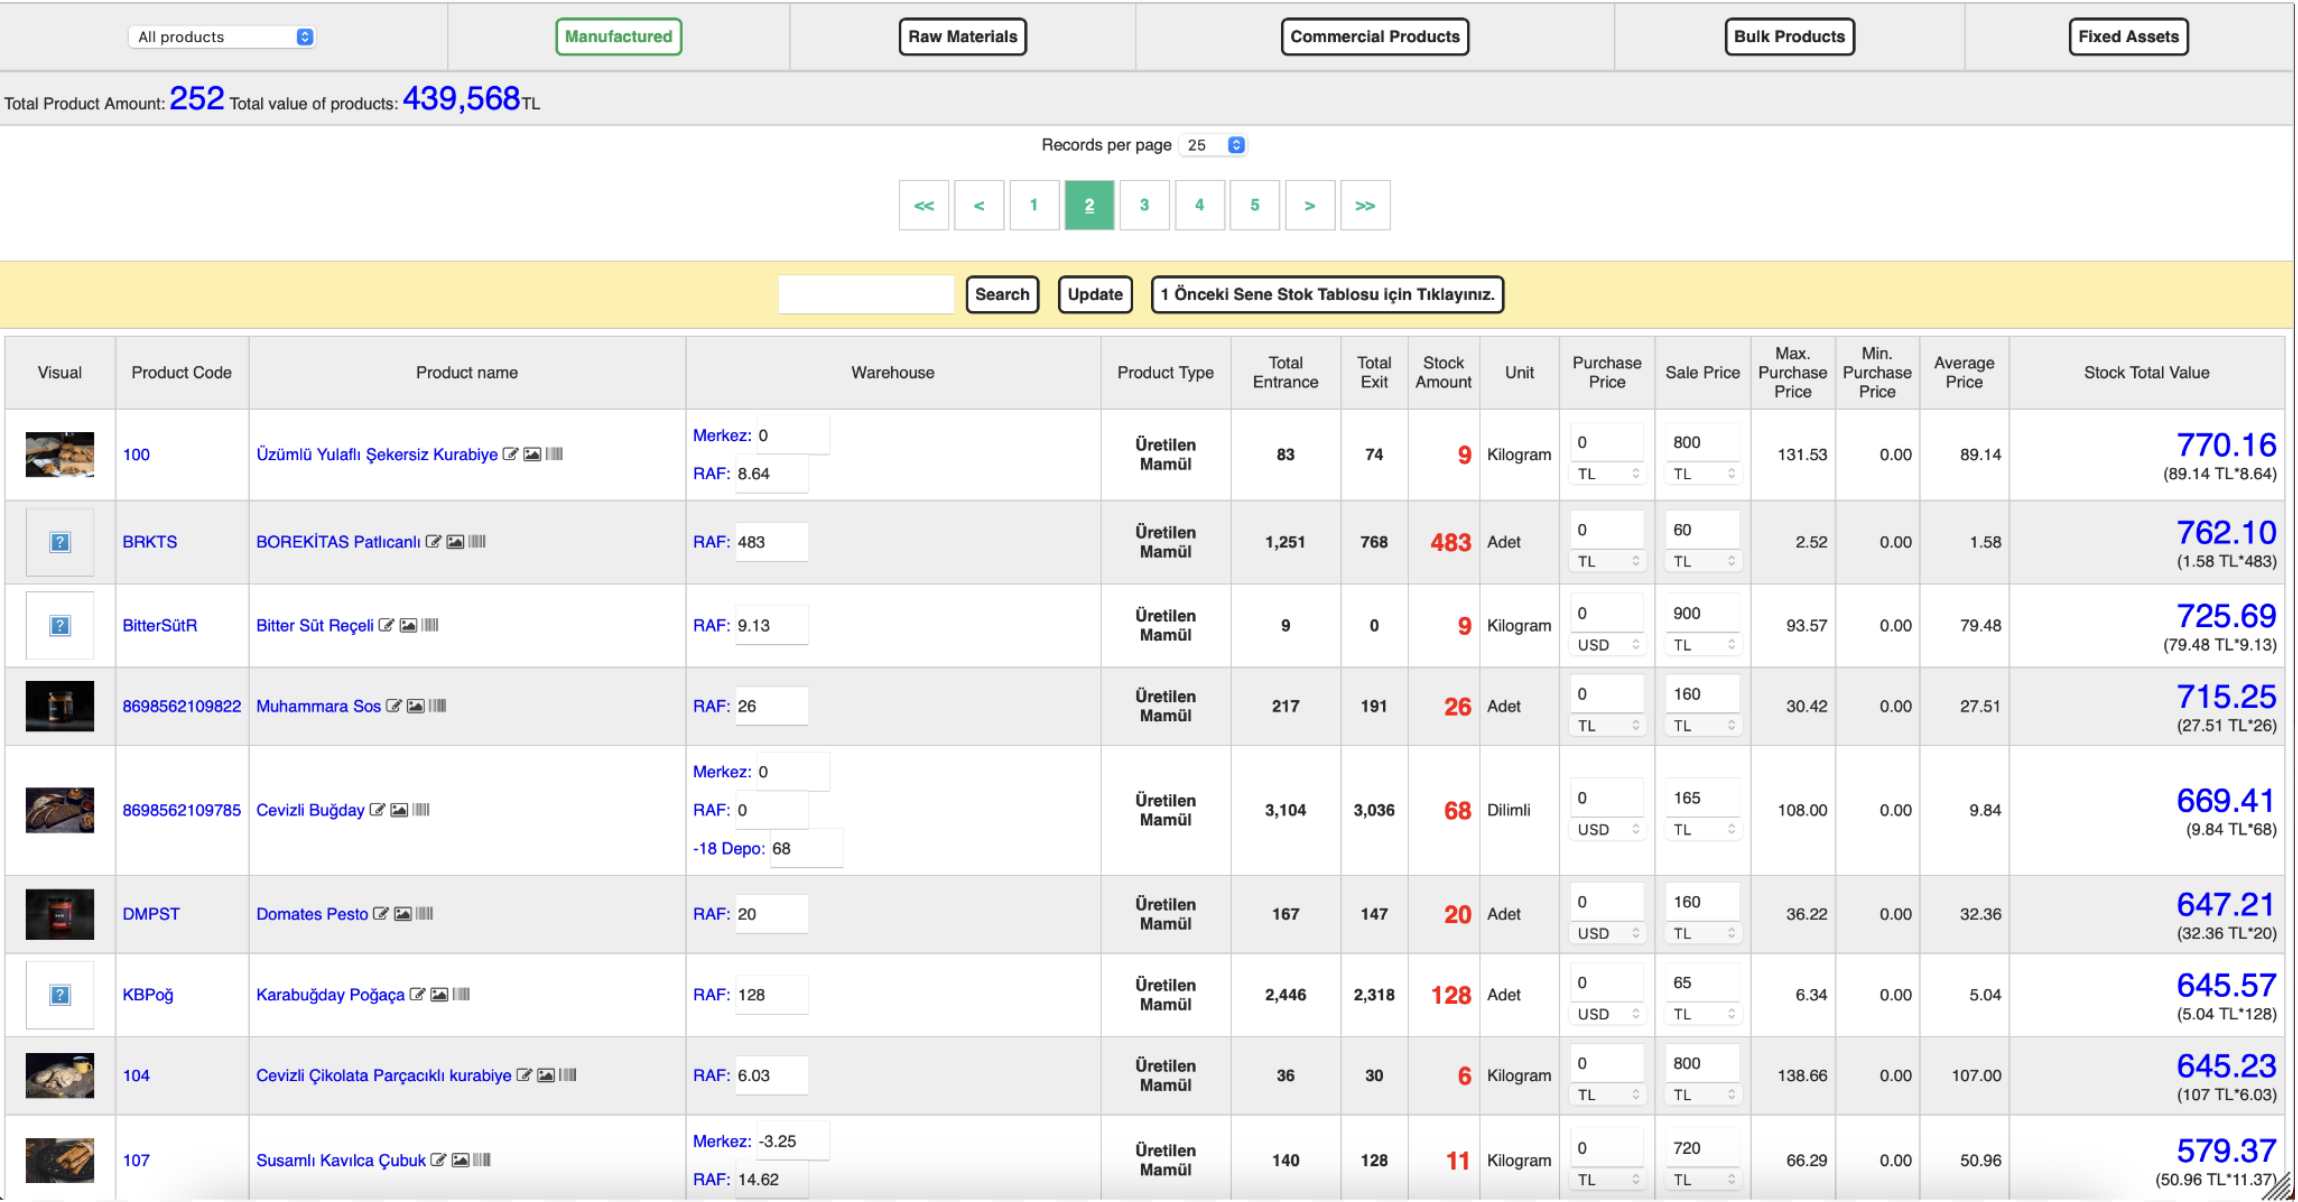 All products Manufactured Raw Materials Commercial Products Bulk Products Fixed Assets
Total Product Amount: 252 Total value of products: 439,568TL
Records per page 25
<< < 1 2 3 4 5 > >>
Search Update 1 Önceki Sene Stok Tablosu için Tıklayınız.
Visual Product Code Product name Warehouse Product Type Total Entrance Total Exit Stock Amount Unit Purchase Price Sale Price Max. Purchase Price Min. Purchase Price Average Price Stock Total Value
100 Üzümlü Yulaflı Şekersiz Kurabiye Merkez: 0 RAF: 8.64 Üretilen Mamül 83 74 9 Kilogram 0 TL 800 TL 131.53 0.00 89.14 770.16 (89.14 TL*8.64)
BRKTS BOREKİTAS Patlıcanlı RAF: 483 Üretilen Mamül 1,251 768 483 Adet 0 TL 60 TL 2.52 0.00 1.58 762.10 (1.58 TL*483)
BitterSütR Bitter Süt Reçeli RAF: 9.13 Üretilen Mamül 9 0 9 Kilogram 0 USD 900 TL 93.57 0.00 79.48 725.69 (79.48 TL*9.13)
8698562109822 Muhammara Sos RAF: 26 Üretilen Mamül 217 191 26 Adet 0 TL 160 TL 30.42 0.00 27.51 715.25 (27.51 TL*26)
8698562109785 Cevizli Buğday Merkez: 0 RAF: 0 -18 Depo: 68 Üretilen Mamül 3,104 3,036 68 Dilimli 0 USD 165 TL 108.00 0.00 9.84 669.41 (9.84 TL*68)
DMPST Domates Pesto RAF: 20 Üretilen Mamül 167 147 20 Adet 0 USD 160 TL 36.22 0.00 32.36 647.21 (32.36 TL*20)
KBPoğ Karabuğday Poğaça RAF: 128 Üretilen Mamül 2,446 2,318 128 Adet 0 USD 65 TL 6.34 0.00 5.04 645.57 (5.04 TL*128)
104 Cevizli Çikolata Parçacıklı kurabiye RAF: 6.03 Üretilen Mamül 36 30 6 Kilogram 0 TL 800 TL 138.66 0.00 107.00 645.23 (107 TL*6.03)
107 Susamlı Kavılca Çubuk Merkez: -3.25 RAF: 14.62 Üretilen Mamül 140 128 11 Kilogram 0 TL 720 TL 66.29 0.00 50.96 579.37 (50.96 TL*11.37)